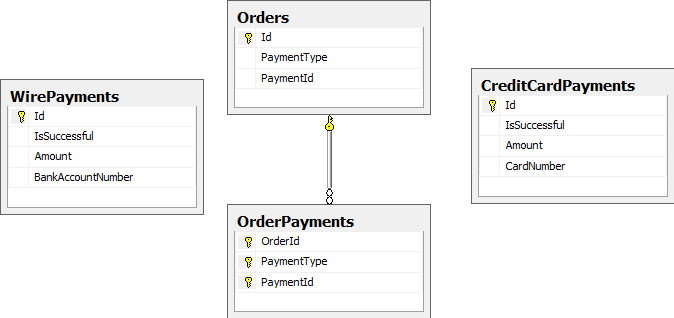 Orders
Id
PaymentType
PaymentId
WirePayments
Id
IsSuccessful
Amount
BankAccountNumber
CreditCardPayments
Id
IsSuccessful
Amount
CardNumber
OrderPayments
OrderId
PaymentType
PaymentId